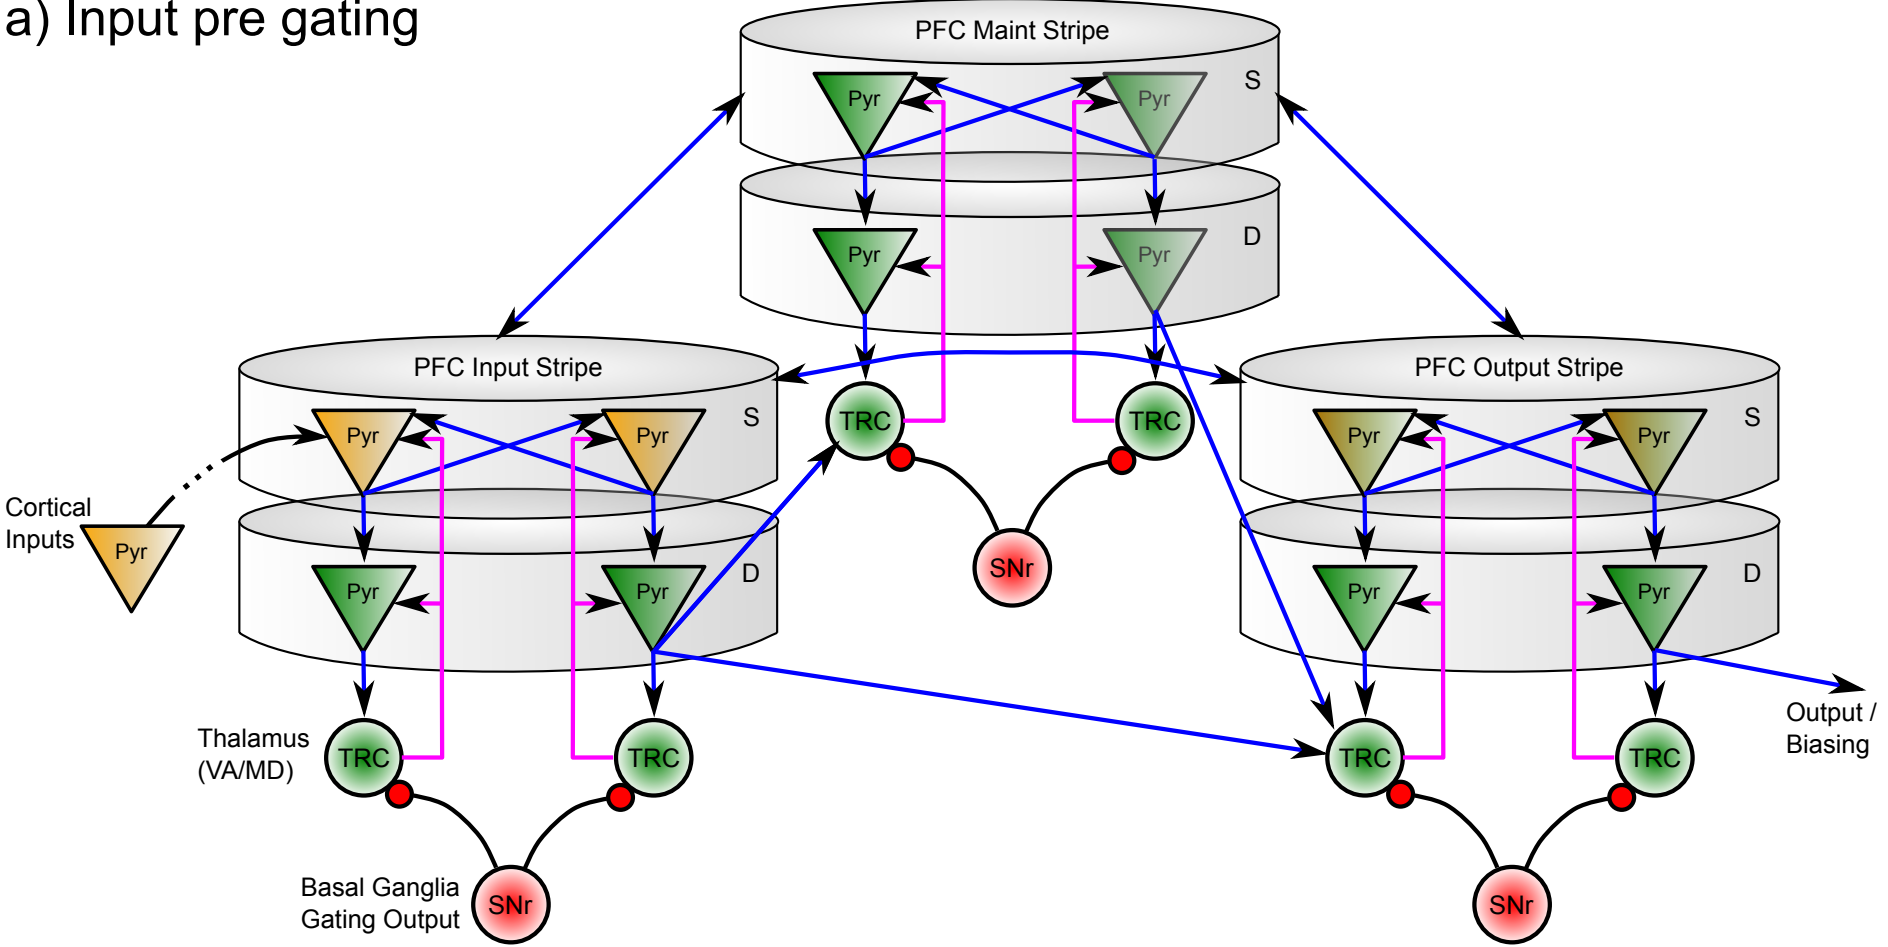 a) Input pre gating
PFC Maint Stripe
S
Pyr
Pyr
D
Pyr
Pyr
TRC
TRC
SNr
PFC Input Stripe
S
Pyr
Pyr
Cortical
Inputs
Pyr
D
Pyr
Pyr
Thalamus
(VA/MD)
TRC
TRC
Basal Ganglia
Gating Output
SNr
PFC Output Stripe
S
Pyr
Pyr
D
Pyr
Pyr
Output /
Biasing
TRC
TRC
SNr